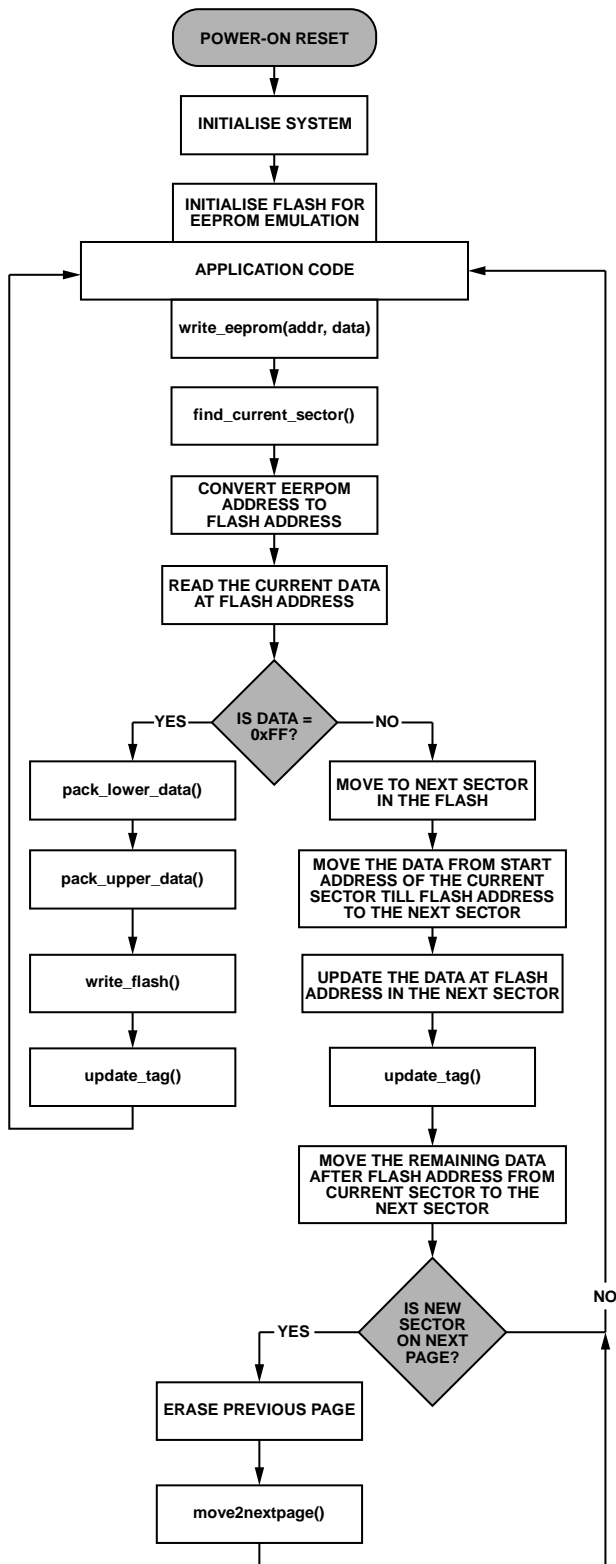 POWER-ON RESET
INITIALISE SYSTEM
INITIALISE FLASH FOR
EEPROM EMULATION
APPLICATION CODE
write_eeprom(addr, data)
find_current_sector()
CONVERT EERPOM
ADDRESS TO
FLASH ADDRESS
READ THE CURRENT DATA
AT FLASH ADDRESS
IS DATA =
0xFF?
YES
NO
pack_lower_data()
pack_upper_data()
write_flash()
update_tag()
MOVE TO NEXT SECTOR
IN THE FLASH
MOVE THE DATA FROM START
ADDRESS OF THE CURRENT
SECTOR TILL FLASH ADDRESS
TO THE NEXT SECTOR
UPDATE THE DATA AT FLASH
ADDRESS IN THE NEXT SECTOR
update_tag()
MOVE THE REMAINING DATA
AFTER FLASH ADDRESS FROM
CURRENT SECTOR TO THE
NEXT SECTOR
IS NEW
SECTOR
ON NEXT
PAGE?
YES
NO
ERASE PREVIOUS PAGE
move2nextpage()